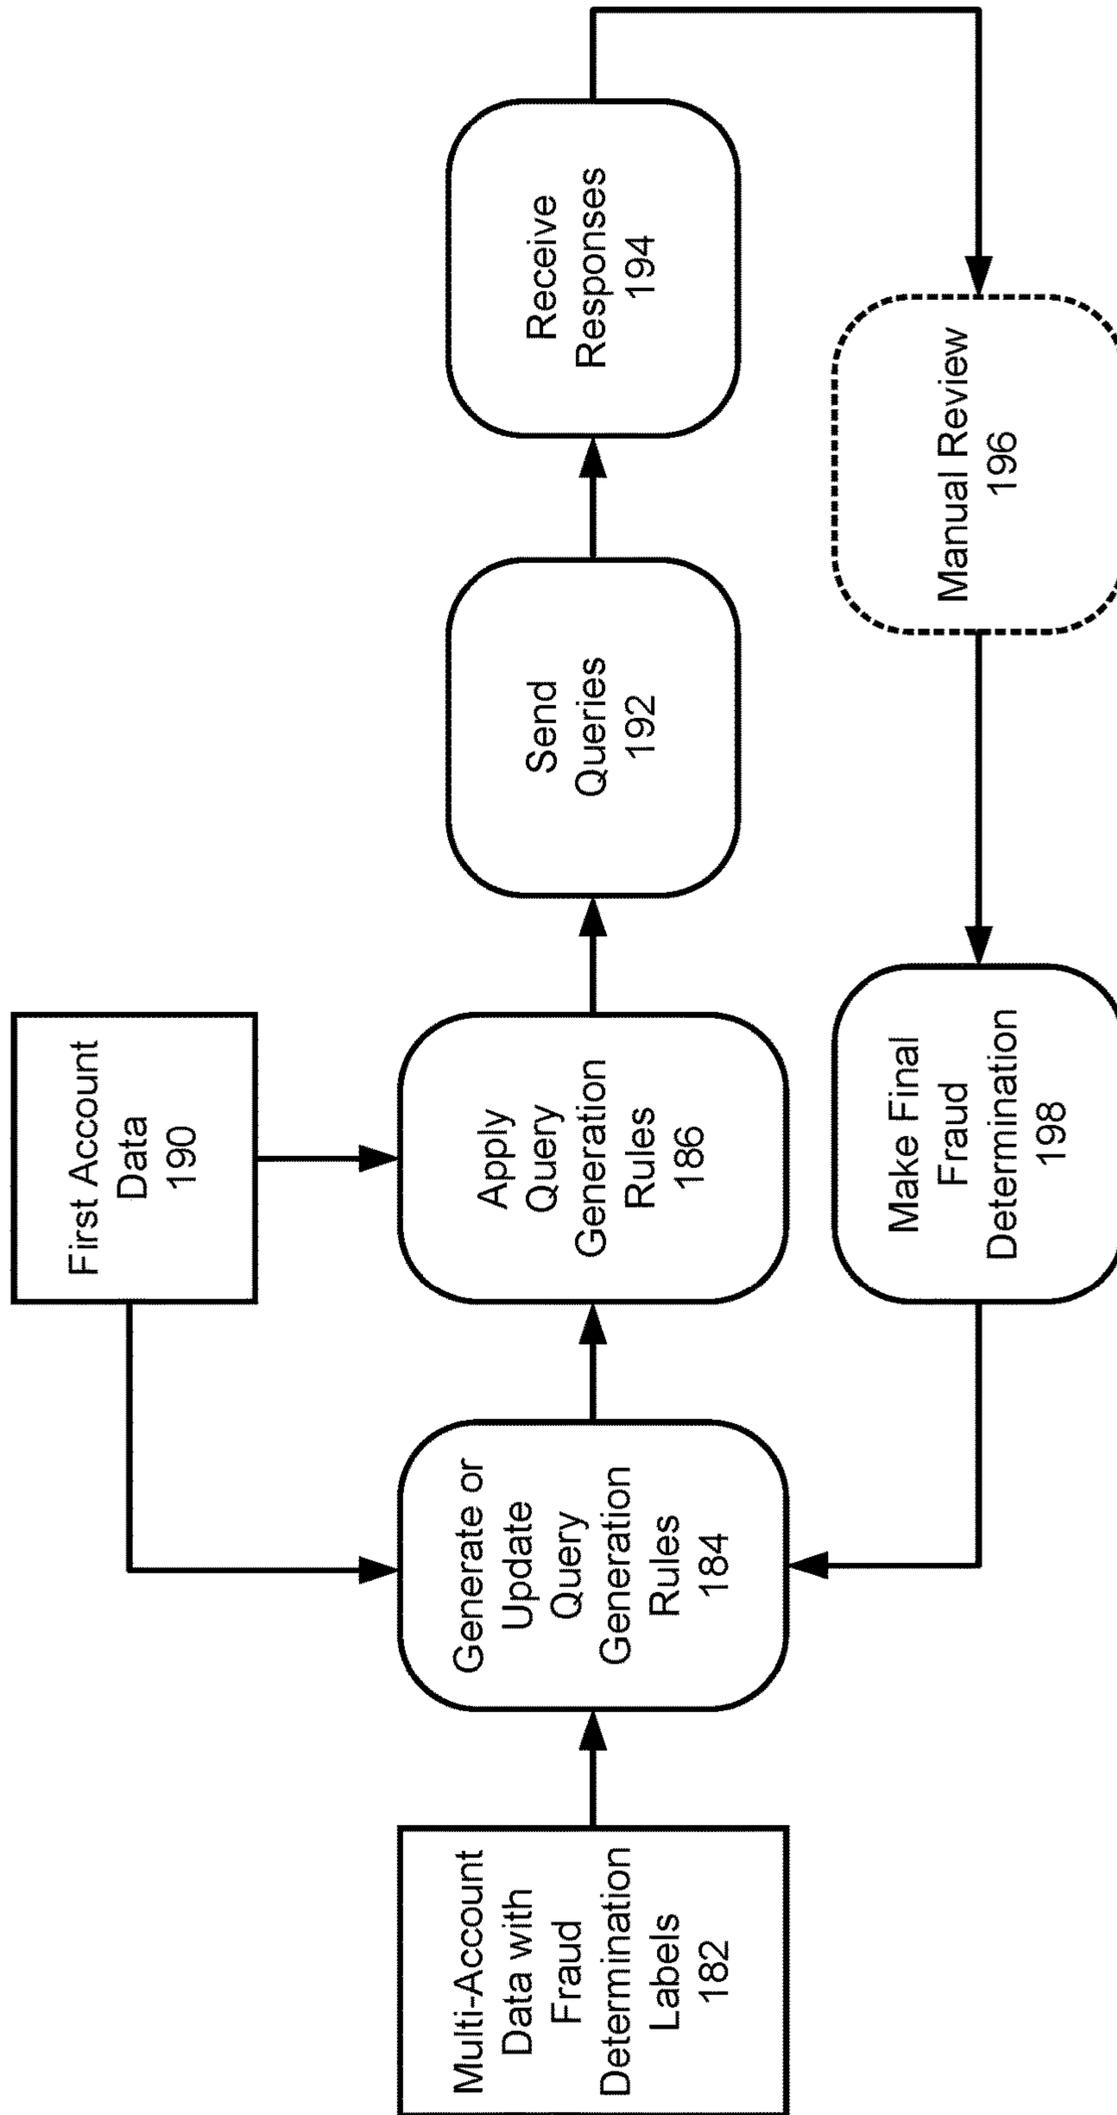 First Account
Data
190
Multi-Account
Data with
Fraud
Determination
Labels
182
Generate or
Update
Query
Generation
Rules
184
Apply
Query
Generation
Rules
186
Send
Queries
192
Receive
Responses
194
Manual Review
196
Make Final
Fraud
Determination
198